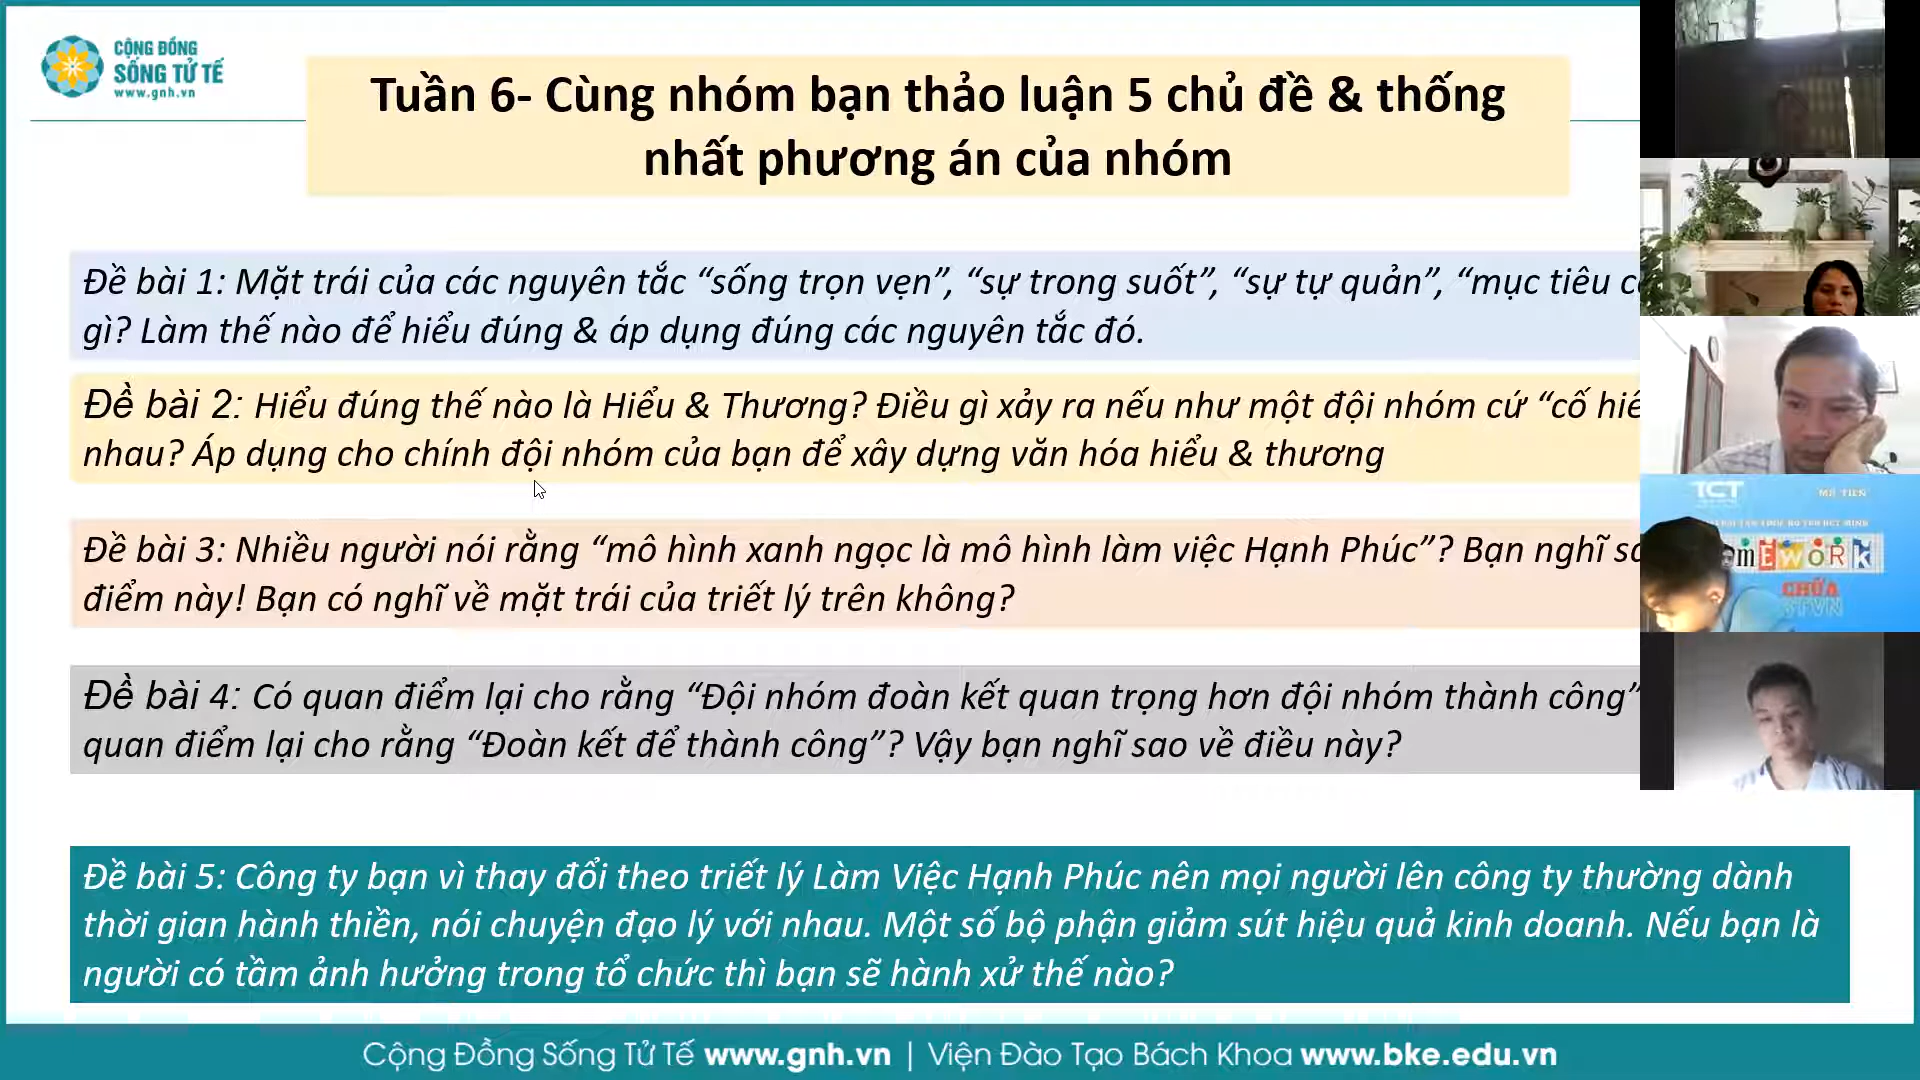 CỘNG ĐỒNG
SỐNG TỬ TẾ
www.gnh.vn
Tuần 6- Cùng nhóm bạn thảo luận 5 chủ đề & thống
nhất phương án của nhóm
Đề bài 1: Mặt trái của các nguyên tắc “sống trọn vẹn”, “sự trong suốt”, “sự tự quản”, “mục tiêu
gì? Làm thế nào để hiểu đúng & áp dụng đúng các nguyên tắc đó.
Đề bài 2: Hiểu đúng thế nào là Hiểu & Thương? Điều gì xảy ra nếu như một đội nhóm cứ “cố
nhau? Áp dụng cho chính đội nhóm của bạn để xây dựng văn hóa hiểu & thương
Đề bài 3: Nhiều người nói rằng “mô hình xanh ngọc là mô hình làm việc Hạnh Phúc”? Bạn nghĩ
điểm này! Bạn có nghĩ về mặt trái của triết lý trên không?
Đề bài 4: Có quan điểm lại cho rằng “Đội nhóm đoàn kết quan trọng hơn đội nhóm thành công”
quan điểm lại cho rằng “Đoàn kết để thành công”? Vậy bạn nghĩ sao về điều này?
Đề bài 5: Công ty bạn vì thay đổi theo triết lý Làm Việc Hạnh Phúc nên mọi người lên công ty thường dành
thời gian hành thiền, nói chuyện đạo lý với nhau. Một số bộ phận giảm sút hiệu quả kinh doanh. Nếu bạn là
người có tầm ảnh hưởng trong tổ chức thì bạn sẽ hành xử thế nào?
Cộng Đồng Sống Tử Tế www.gnh.vn | Viện Đào Tạo Bách Khoa www.bke.edu.vn
TCT
MR TIEN
mEWORK
CHỮA